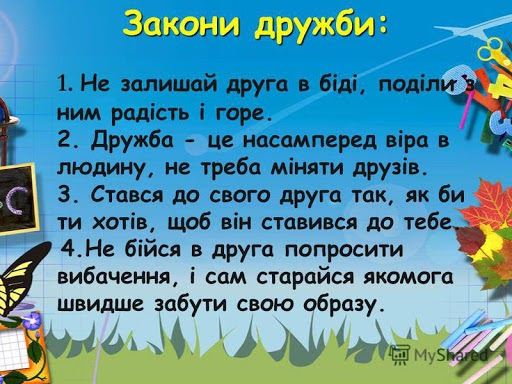 Закони дружби:
1. Не залишай друга в біді, поділи з
ним радість і горе.
2. Дружба - це насамперед віра в
людину, не треба міняти друзів.
3. Стався до свого друга так, як би
ти хотів, щоб він ставився до тебе.
4.Не бійся в друга попросити
вибачення, і сам старайся якомога
швидше забути свою образу.
MyShared